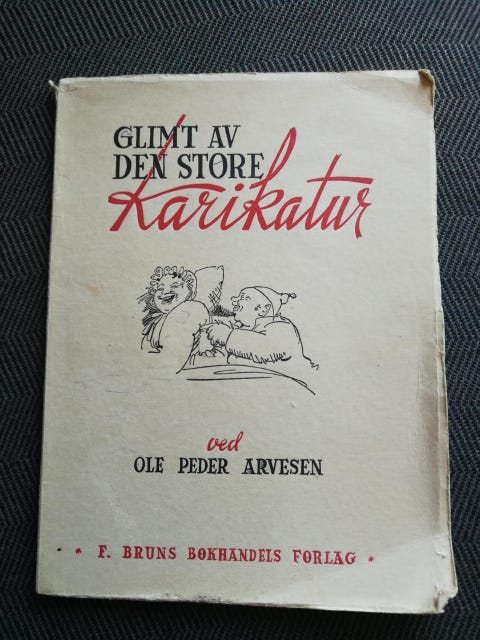 GLIMT AV
DEN STORE
Karikatur
ved
OLE PEDER ARVESEN
* F. BRUNS BOKHANDELS FORLAG *